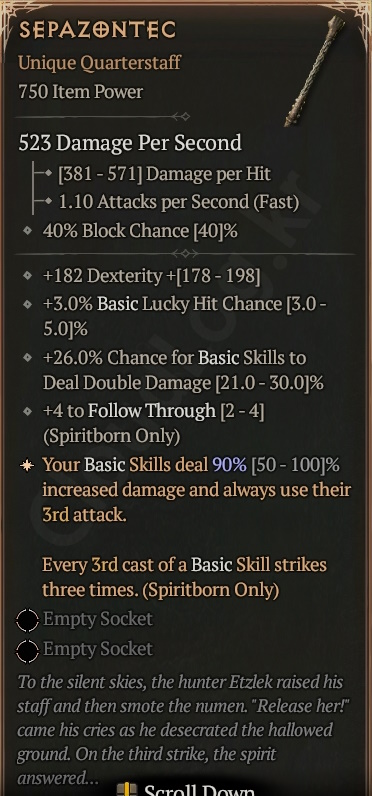 SEPAZONTEC
Unique Quarterstaff
750 Item Power
523 Damage Per Second
[381 - 571] Damage per Hit
1.10 Attacks per Second (Fast)
40% Block Chance [40]%
+182 Dexterity +[178 - 198]
+3.0% Basic Lucky Hit Chance [3.0 -
5.0]%
+26.0% Chance for Basic Skills to
Deal Double Damage [21.0 - 30.0]%
+4 to Follow Through [2 - 4]
(Spiritborn Only)
Your Basic Skills deal 90% [50 - 100]%
increased damage and always use their
3rd attack.
Every 3rd cast of a Basic Skill strikes
three times. (Spiritborn Only)
Empty Socket
Empty Socket
To the silent skies, the hunter Etzlek raised his
staff and then smote the numen. "Release her!"
came his cries as he desecrated the hallowed
ground. On the third strike, the spirit
answered...
Scroll Down